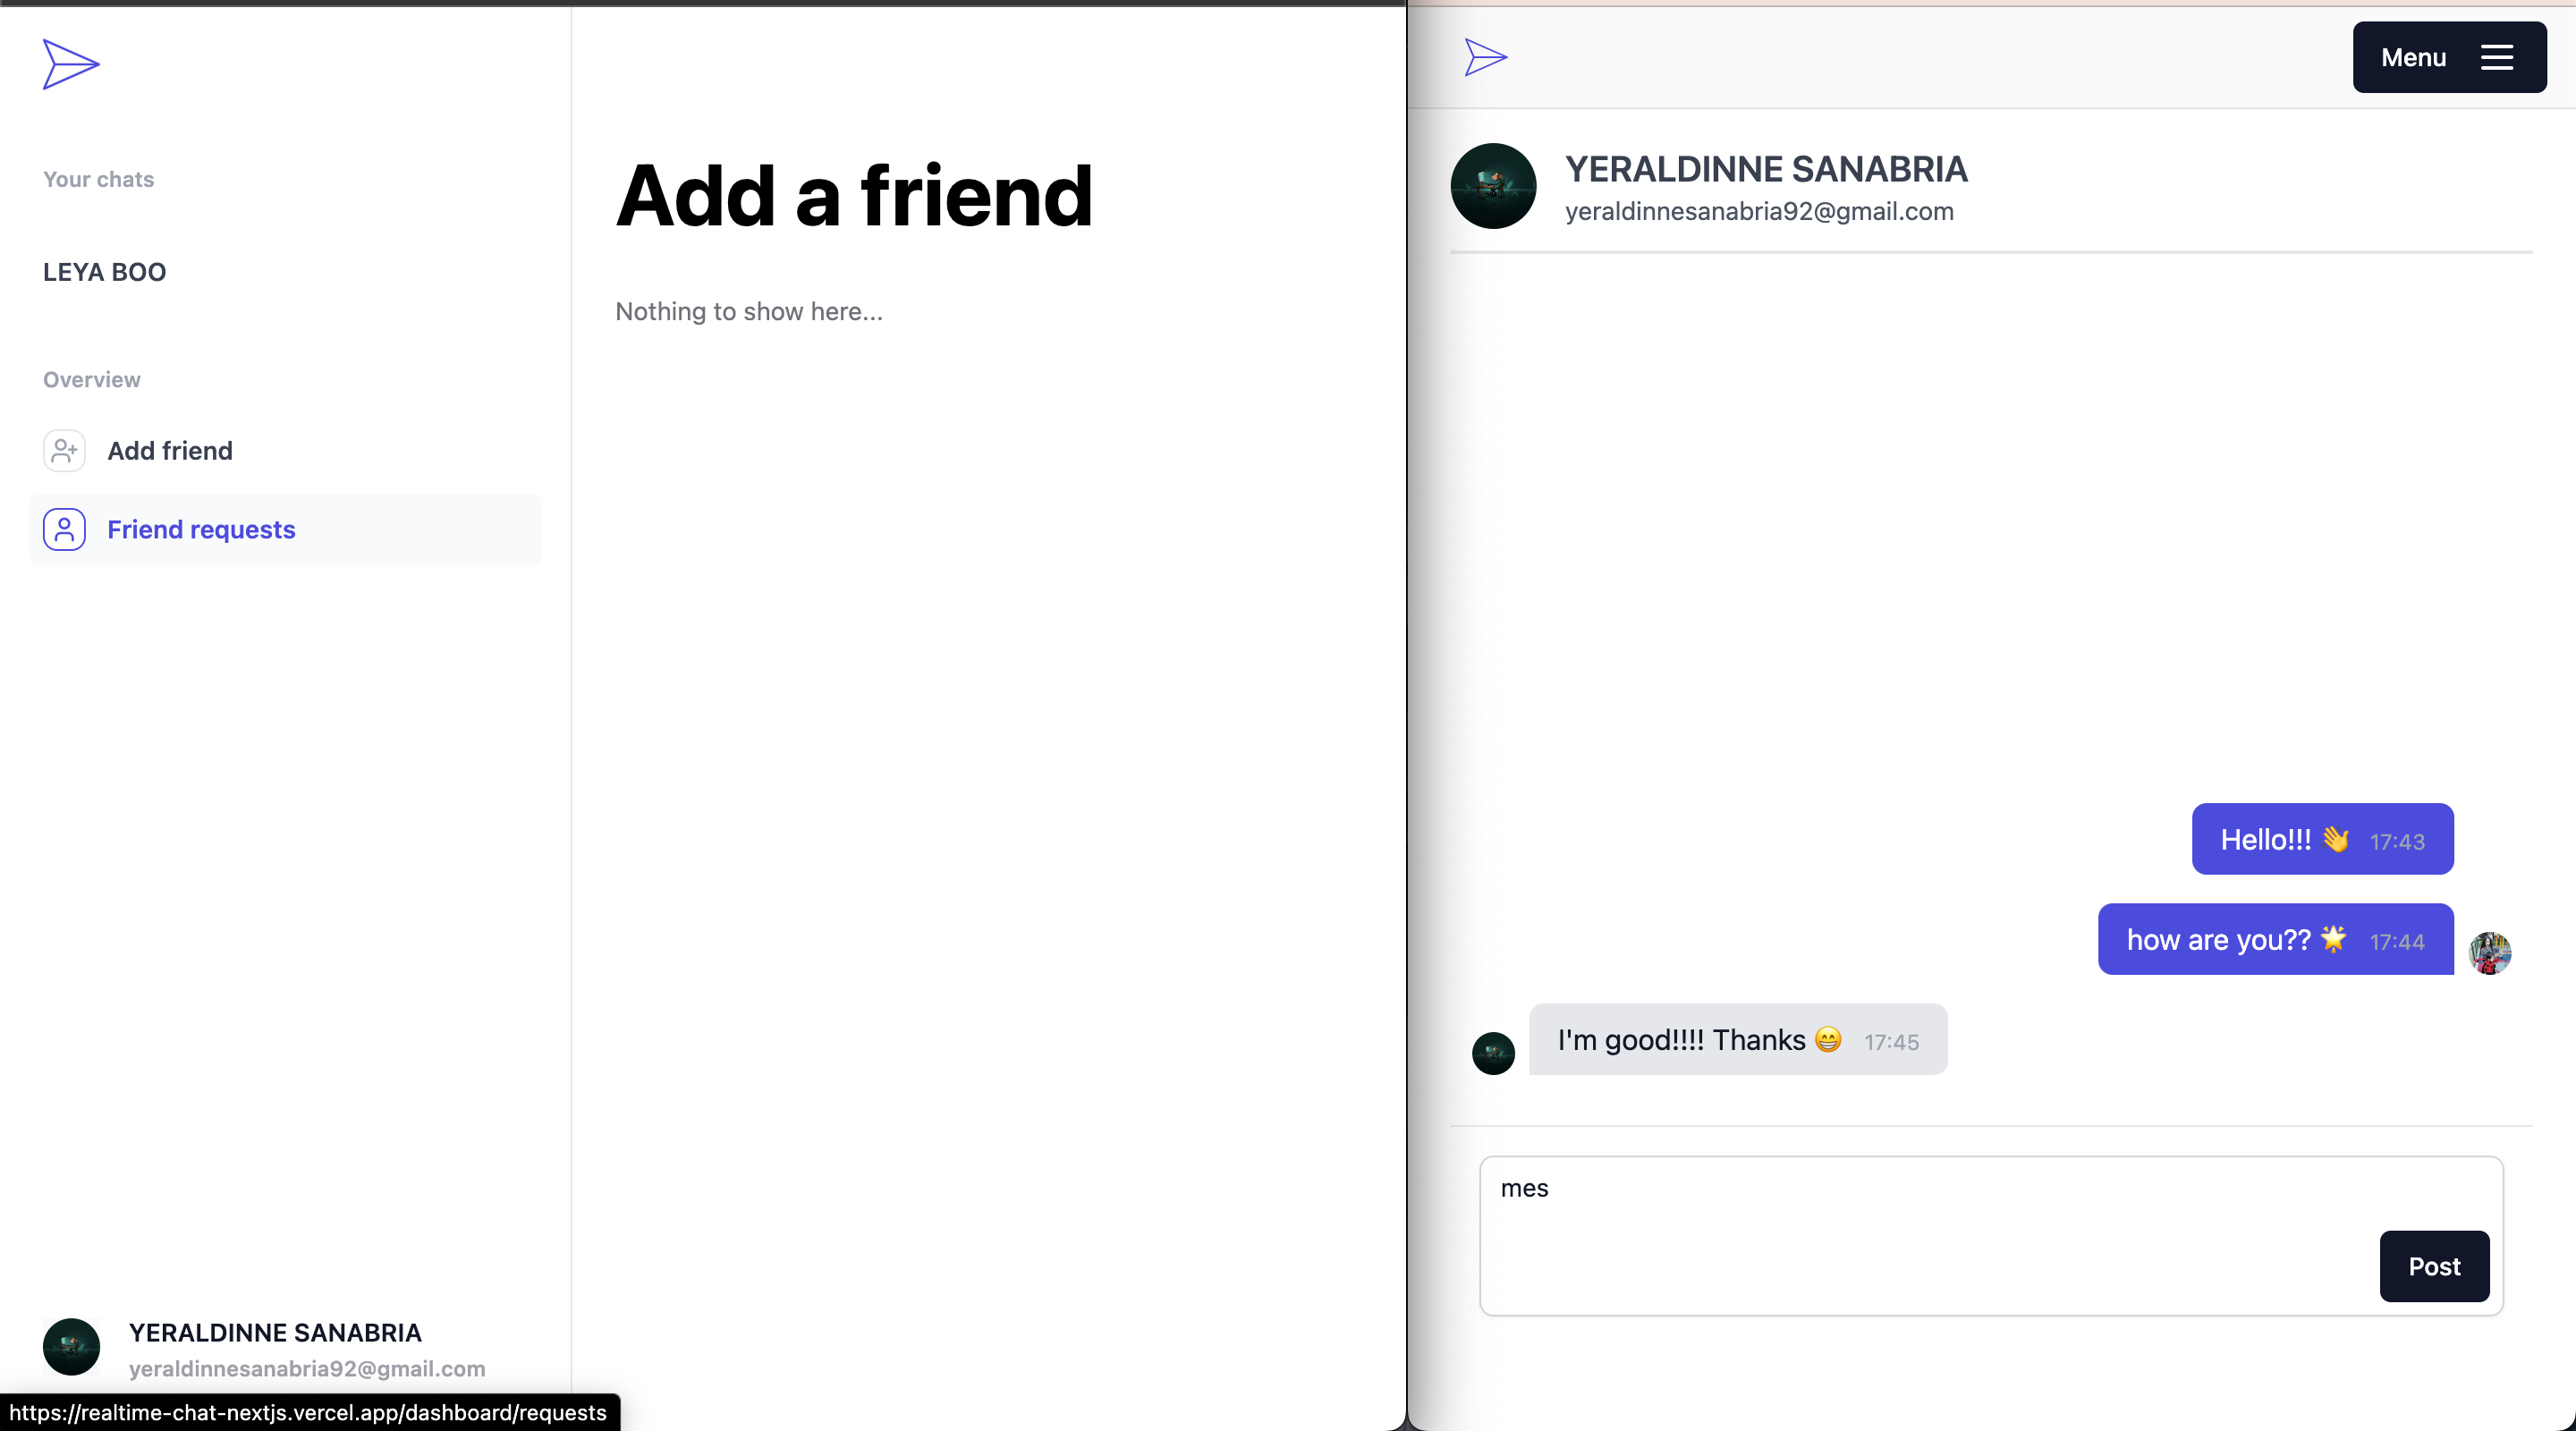 Your chats
LEYA BOO
Overview
Add friend
Friend requests
YERALDINNE SANABRIA
yeraldinnesanabria92@gmail.com
https://realtime-chat-nextjs.vercel.app/dashboard/requests
Add a friend
Nothing to show here...
Menu
YERALDINNE SANABRIA
yeraldinnesanabria92@gmail.com
Hello!!! 👋 17:43
how are you?? 🌟 17:44
I'm good!!!! Thanks 😁 17:45
mes
Post